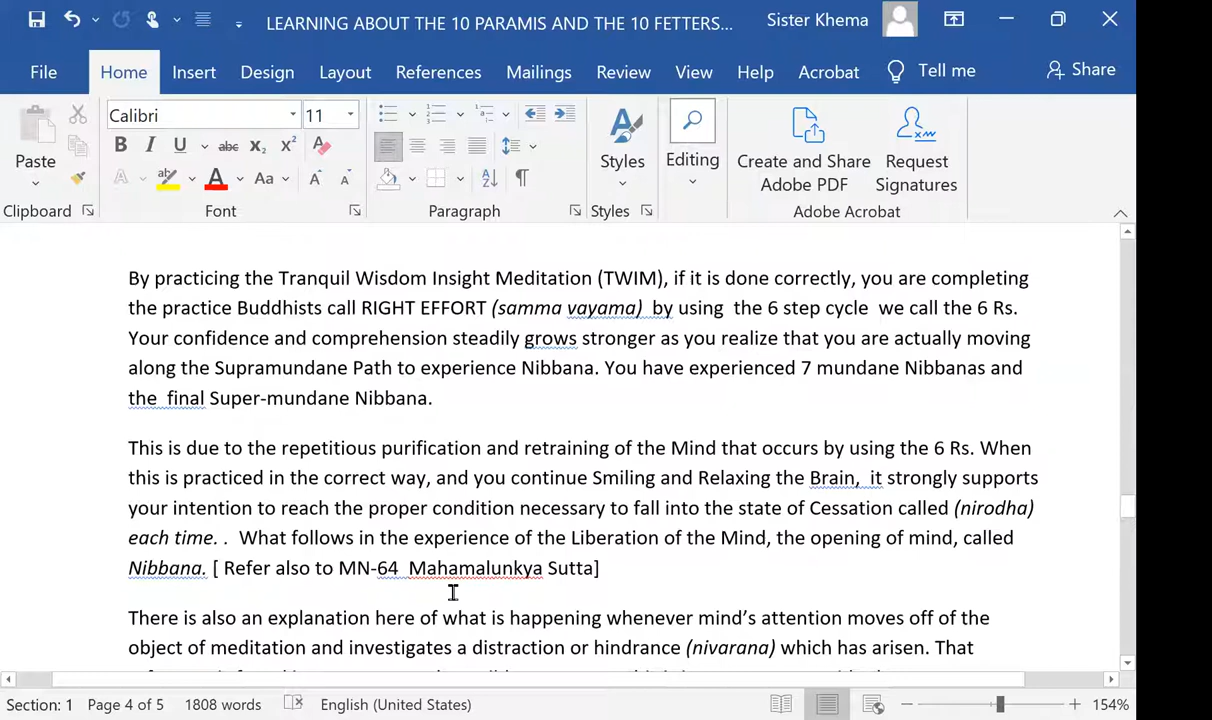 LEARNING ABOUT THE 10 PARAMIS AND THE 10 FETTERS... Sister Khema
File Home Insert Design Layout References Mailings Review View Help Acrobat Tell me Share
Calibri 11
Paste
Styles
Editing
Create and Share Adobe PDF
Request Signatures
Clipboard Font Paragraph Styles Adobe Acrobat
By practicing the Tranquil Wisdom Insight Meditation (TWIM), if it is done correctly, you are completing
the practice Buddhists call RIGHT EFFORT (samma vayama)  by using  the 6 step cycle  we call the 6 Rs.
Your confidence and comprehension steadily grows stronger as you realize that you are actually moving
along the Supramundane Path to experience Nibbana. You have experienced 7 mundane Nibbanas and
the  final Super-mundane Nibbana.
This is due to the repetitious purification and retraining of the Mind that occurs by using the 6 Rs. When
this is practiced in the correct way, and you continue Smiling and Relaxing the Brain,  it strongly supports
your intention to reach the proper condition necessary to fall into the state of Cessation called (nirodha)
each time. .  What follows in the experience of the Liberation of the Mind, the opening of mind, called
Nibbana. [ Refer also to MN-64  Mahamalunkya Sutta]
There is also an explanation here of what is happening whenever mind’s attention moves off of the
object of meditation and investigates a distraction or hindrance (nivarana) which has arisen. That
Section: 1 Page 4 of 5 1808 words English (United States) 154%